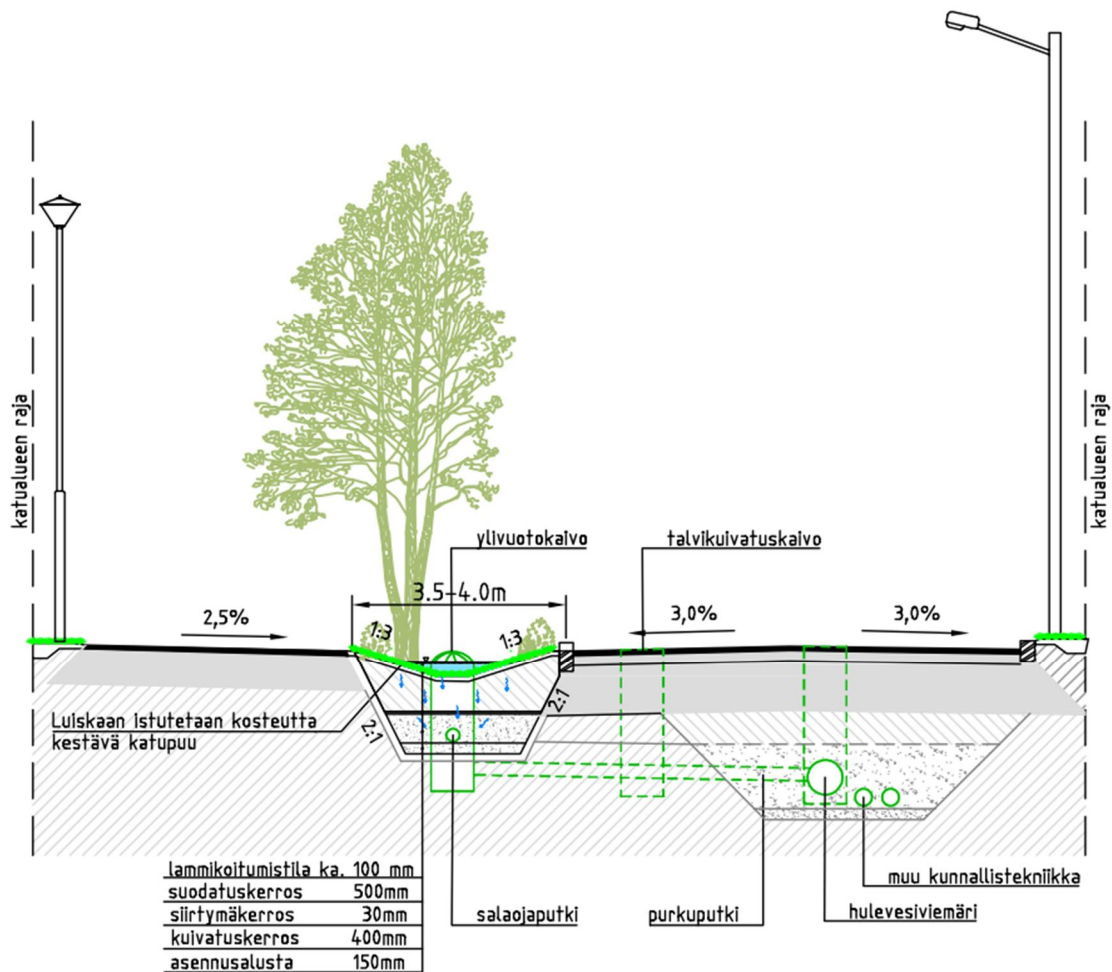 katualueen raja
katualueen raja
ylivuotokaivo
talvikuivatuskaivo
3.5-4.0m
2,5%
1:3
1:3
3,0%
3,0%
Luiskaan istutetaan kosteutta
kestävä katupuu
2:1
2:1
lammikoitumistila ka. 100 mm
suodatuskerros 500mm
siirtymäkerros 30mm
kuivatuskerros 400mm
asennusalusta 150mm
salaojaputki
purkuputki
hulevesiviemäri
muu kunnallistekniikka